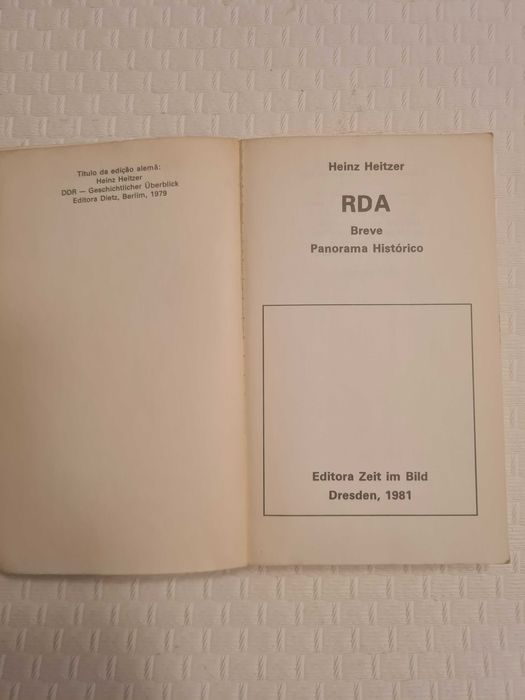 Título da edição alemã:
Heinz Heitzer
DDR — Geschichtlicher Überblick
Editora Dietz, Berlim, 1979
Heinz Heitzer
RDA
Breve
Panorama Histórico
Editora Zeit im Bild
Dresden, 1981